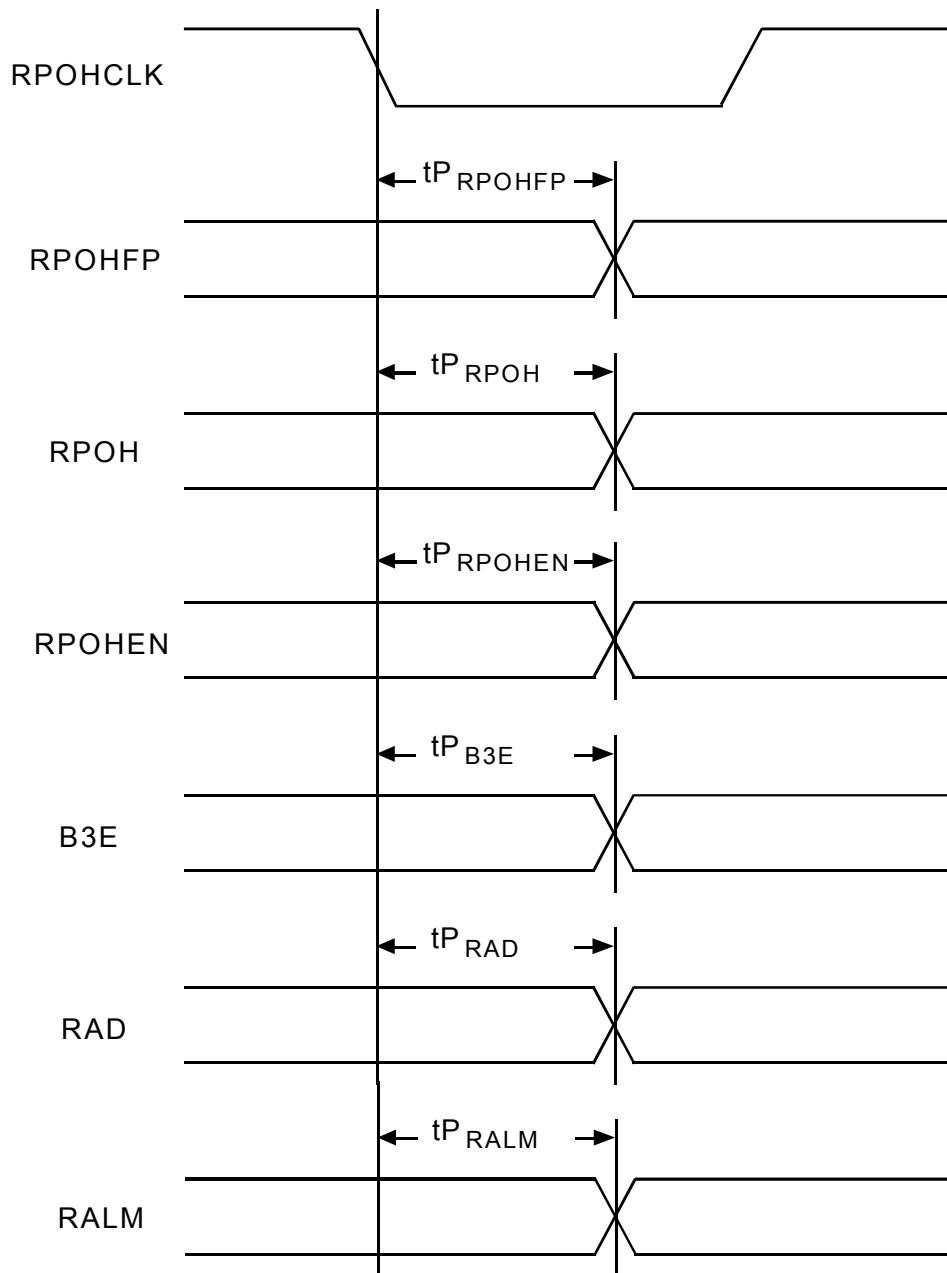 RPOHCLK
tP RPOHFP
RPOHFP
tP RPOH
RPOH
tP RPOHEN
RPOHEN
tP B3E
B3E
tP RAD
RAD
tP RALM
RALM